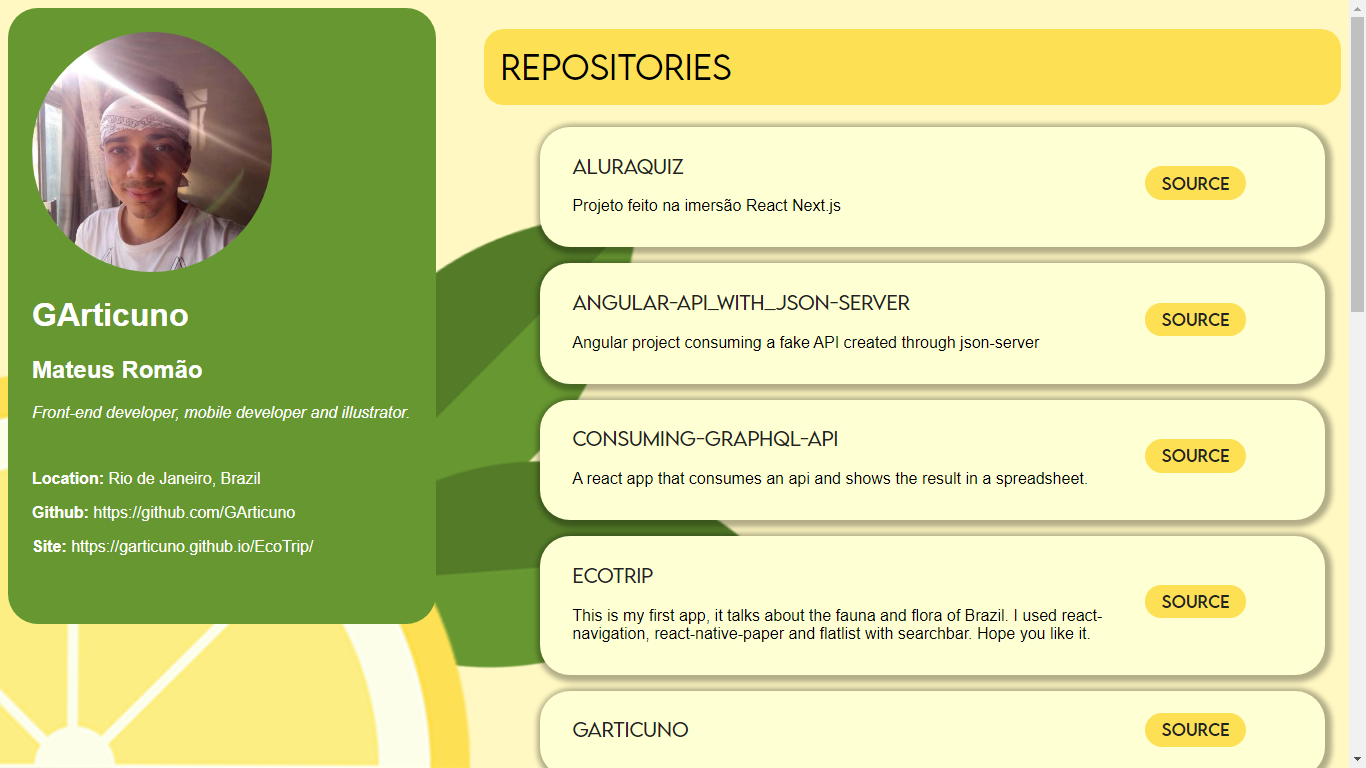 GArticuno
Mateus Romão
Front-end developer, mobile developer and illustrator.
Location: Rio de Janeiro, Brazil
Github: https://github.com/GArticuno
Site: https://garticuno.github.io/EcoTrip/
REPOSITORIES
ALURAQUIZ
Projeto feito na imersão React Next.js
SOURCE
ANGULAR-API_WITH_JSON-SERVER
Angular project consuming a fake API created through json-server
SOURCE
CONSUMING-GRAPHQL-API
A react app that consumes an api and shows the result in a spreadsheet.
SOURCE
ECOTRIP
This is my first app, it talks about the fauna and flora of Brazil. I used react-
navigation, react-native-paper and flatlist with searchbar. Hope you like it.
SOURCE
GARTICUNO
SOURCE